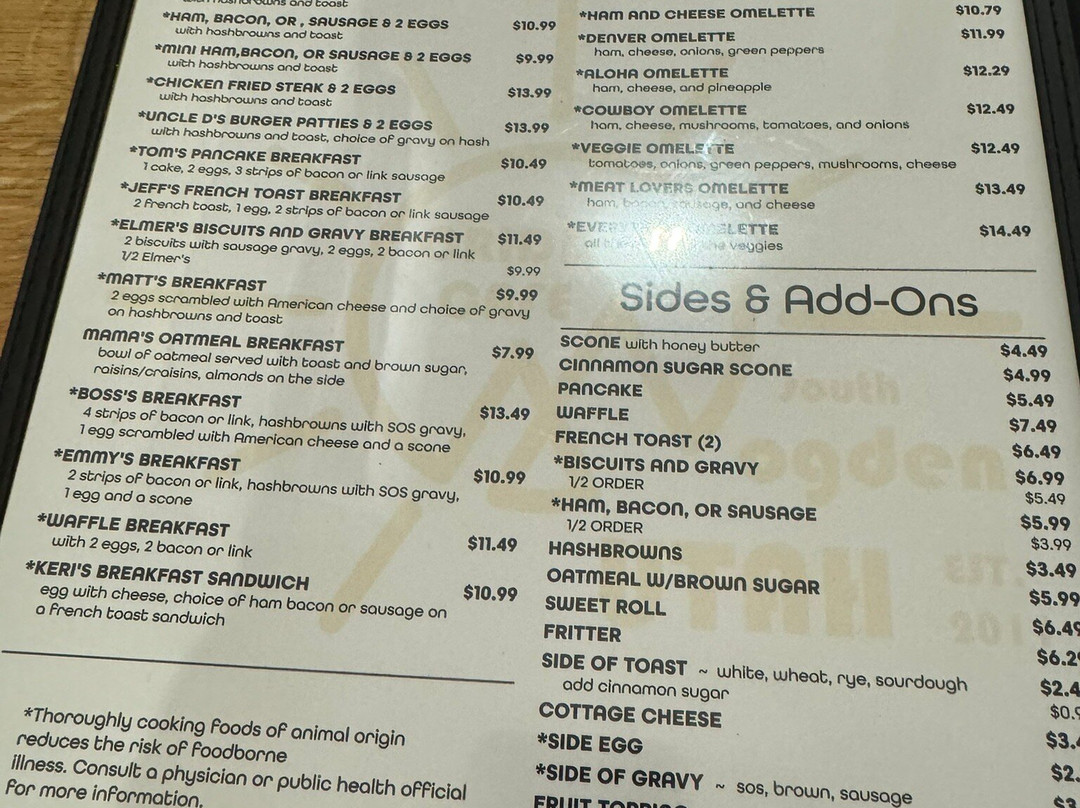 with hashbrowns and toast
*HAM, BACON, OR , SAUSAGE & 2 EGGS $10.99
with hashbrowns and toast
*MINI HAM,BACON, OR SAUSAGE & 2 EGGS $9.99
with hashbrowns and toast
*CHICKEN FRIED STEAK & 2 EGGS $13.99
with hashbrowns and toast
*UNCLE D'S BURGER PATTIES & 2 EGGS $13.99
with hashbrowns and toast, choice of gravy on hash
*TOM'S PANCAKE BREAKFAST $10.49
1 cake, 2 eggs, 3 strips of bacon or link sausage
*JEFF'S FRENCH TOAST BREAKFAST $10.49
2 french toast, 1 egg, 2 strips of bacon or link sausage
*ELMER'S BISCUITS AND GRAVY BREAKFAST $11.49
2 biscuits with sausage gravy, 2 eggs, 2 bacon or link
1/2 Elmer's $9.99
*MATT'S BREAKFAST $9.99
2 eggs scrambled with American cheese and choice of gravy
on hashbrowns and toast
MAMA'S OATMEAL BREAKFAST $7.99
bowl of oatmeal served with toast and brown sugar,
raisins/craisins, almonds on the side
*BOSS'S BREAKFAST $13.49
4 strips of bacon or link, hashbrowns with SOS gravy,
1 egg scrambled with American cheese and a scone
*EMMY'S BREAKFAST $10.99
2 strips of bacon or link, hashbrowns with SOS gravy,
1 egg and a scone
*WAFFLE BREAKFAST $11.49
with 2 eggs, 2 bacon or link
*KERI'S BREAKFAST SANDWICH $10.99
egg with cheese, choice of ham bacon or sausage on
a french toast sandwich
*Thoroughly cooking foods of animal origin
reduces the risk of foodborne
illness. Consult a physician or public health official
for more information.
*HAM AND CHEESE OMELETTE $10.79
*DENVER OMELETTE $11.99
ham, cheese, onions, green peppers
*ALOHA OMELETTE $12.29
ham, cheese, and pineapple
*COWBOY OMELETTE $12.49
ham, cheese, mushrooms, tomatoes, and onions
*VEGGIE OMELETTE $12.49
tomatoes, onions, green peppers, mushrooms, cheese
*MEAT LOVERS OMELETTE $13.49
ham, bacon, sausage, and cheese
$14.49
all the veggies
Sides & Add-Ons
SCONE with honey butter $4.49
CINNAMON SUGAR SCONE $4.99
PANCAKE $5.49
WAFFLE $7.49
FRENCH TOAST (2) $6.49
*BISCUITS AND GRAVY $6.99
1/2 ORDER $5.49
*HAM, BACON, OR SAUSAGE $5.99
1/2 ORDER $3.99
HASHBROWNS $3.49
OATMEAL W/BROWN SUGAR $5.99
SWEET ROLL $6.49
FRITTER
SIDE OF TOAST ~ white, wheat, rye, sourdough
add cinnamon sugar
COTTAGE CHEESE
*SIDE EGG
*SIDE OF GRAVY ~ sos, brown, sausage
FRUIT
South
Ogden
UTAH
EST.